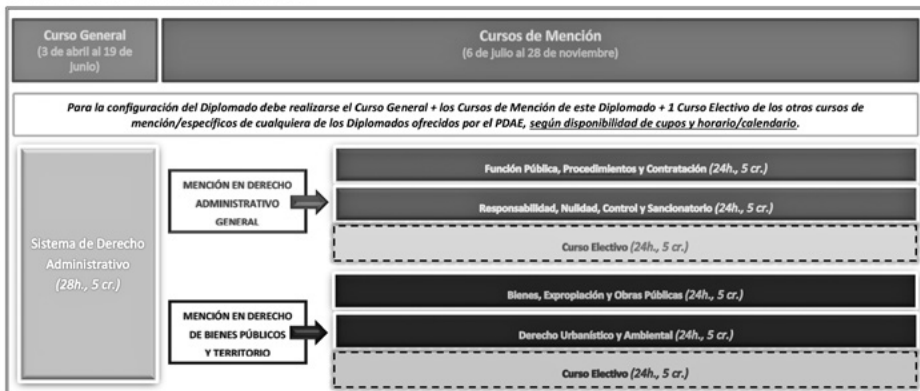 Curso General
(3 de abril al 19 de
junio)
Cursos de Mención
(6 de julio al 28 de noviembre)
Para la configuración del Diplomado debe realizarse el Curso General + los Cursos de Mención de este Diplomado + 1 Curso Electivo de los otros cursos de
mención/específicos de cualquiera de los Diplomados ofrecidos por el PDAE, según disponibilidad de cupos y horario/calendario.
Sistema de Derecho
Administrativo
(28h., 5 cr.)
MENCIÓN EN DERECHO
ADMINISTRATIVO
GENERAL
Función Pública, Procedimientos y Contratación (24h., 5 cr.)
Responsabilidad, Nulidad, Control y Sancionatorio (24h., 5 cr.)
Curso Electivo (24h., 5 cr.)
MENCIÓN EN DERECHO
DE BIENES PÚBLICOS
Y TERRITORIO
Bienes, Expropiación y Obras Públicas (24h., 5 cr.)
Derecho Urbanístico y Ambiental (24h., 5 cr.)
Curso Electivo (24h., 5 cr.)